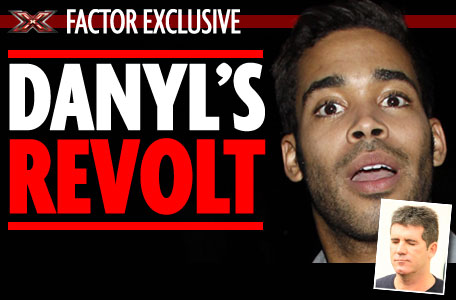 X FACTOR EXCLUSIVE
DANYL'S
REVOLT